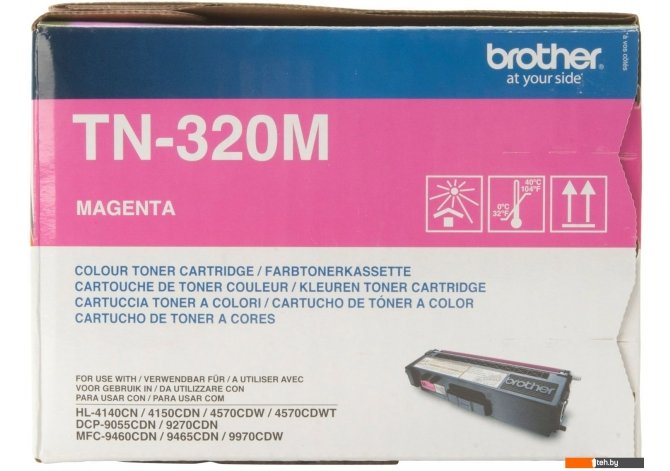 brother
at your side
à vos côtés
TN-320M
MAGENTA
40°C
104°F
0°C
32°F
COLOUR TONER CARTRIDGE / FARBTONERKASSETTE
CARTOUCHE DE TONER COULEUR / KLEUREN TONER CARTRIDGE
CARTUCCIA TONER A COLORI / CARTUCHO DE TÓNER A COLOR
CARTUCHO DE TONER A CORES
FOR USE WITH / VERWENDBAR FÜR / A UTILISER AVEC
VOOR GEBRUIK IN / DA UTILIZZARE CON
PARA USAR CON / PARA USAR COM
HL-4140CN / 4150CDN / 4570CDW / 4570CDWT
DCP-9055CDN / 9270CDN
MFC-9460CDN / 9465CDN / 9970CDW
brother
fiteh.by